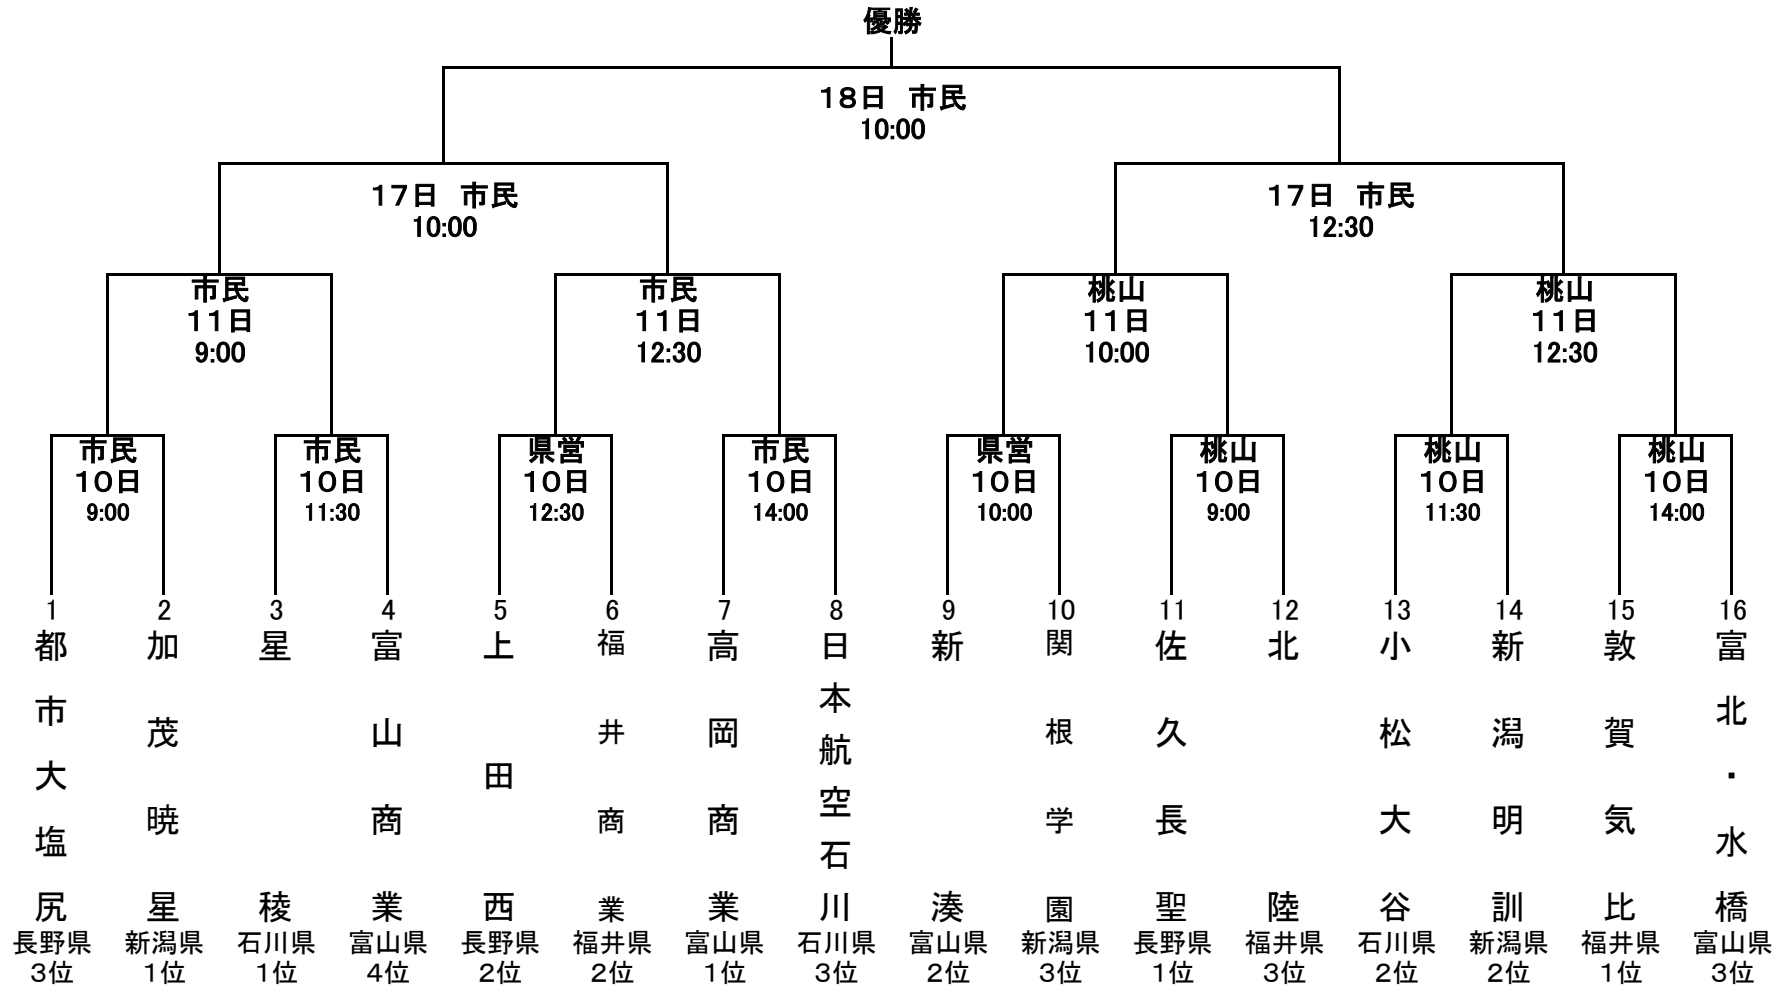 優勝
18日　市民
10:00
17日　市民
10:00
17日　市民
12:30
市民
11日
9:00
市民
11日
12:30
桃山
11日
10:00
桃山
11日
12:30
市民
10日
9:00
市民
10日
11:30
県営
10日
12:30
市民
10日
14:00
県営
10日
10:00
桃山
10日
9:00
桃山
10日
11:30
桃山
10日
14:00
1
都市大塩尻
長野県
3位
2
加茂暁星
新潟県
1位
3
星稜
石川県
1位
4
富山商業
富山県
4位
5
上田西
長野県
2位
6
福井商業
福井県
2位
7
高岡商業
富山県
1位
8
日本航空石川
石川県
3位
9
新湊
富山県
2位
10
関根学園
新潟県
3位
11
佐久長聖
長野県
1位
12
北陸
福井県
3位
13
小松大谷
石川県
2位
14
新潟明訓
新潟県
2位
15
敦賀気比
福井県
1位
16
富北・水橋
富山県
3位